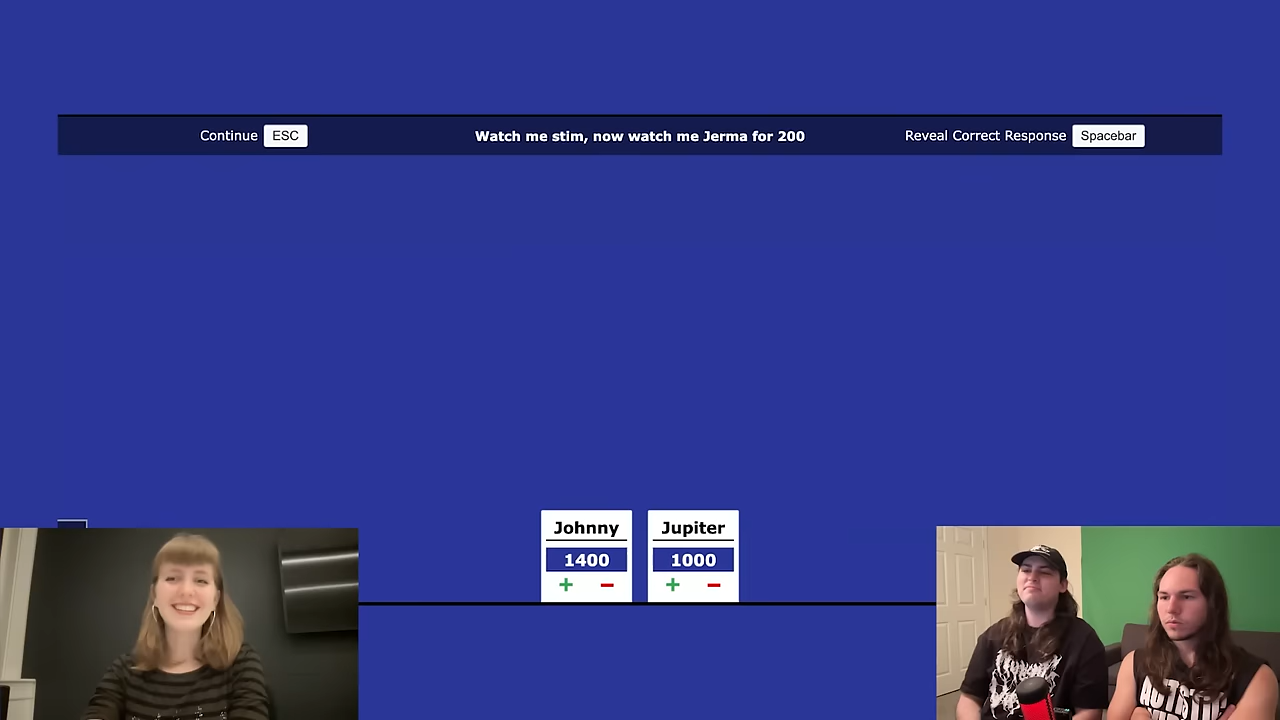 Continue ESC
Watch me stim, now watch me Jerma for 200
Reveal Correct Response Spacebar
Johnny
1400
+ −
Jupiter
1000
+ −